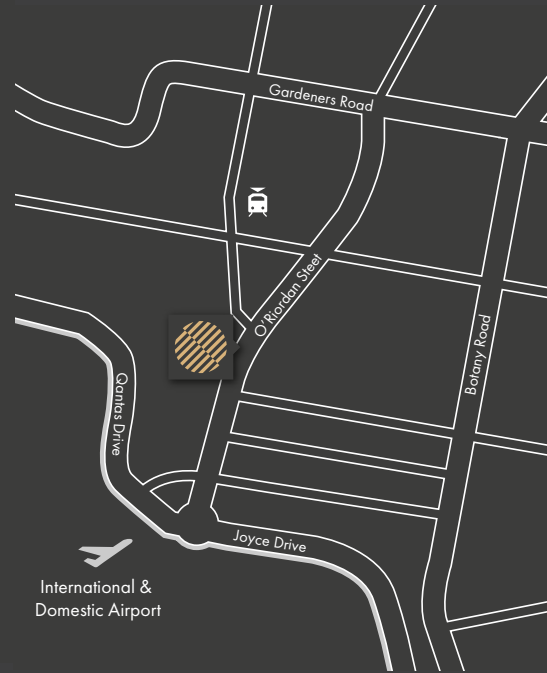 Gardeners Road
O'Riordan Steet
Botany Road
Qantas Drive
Joyce Drive
International &
Domestic Airport